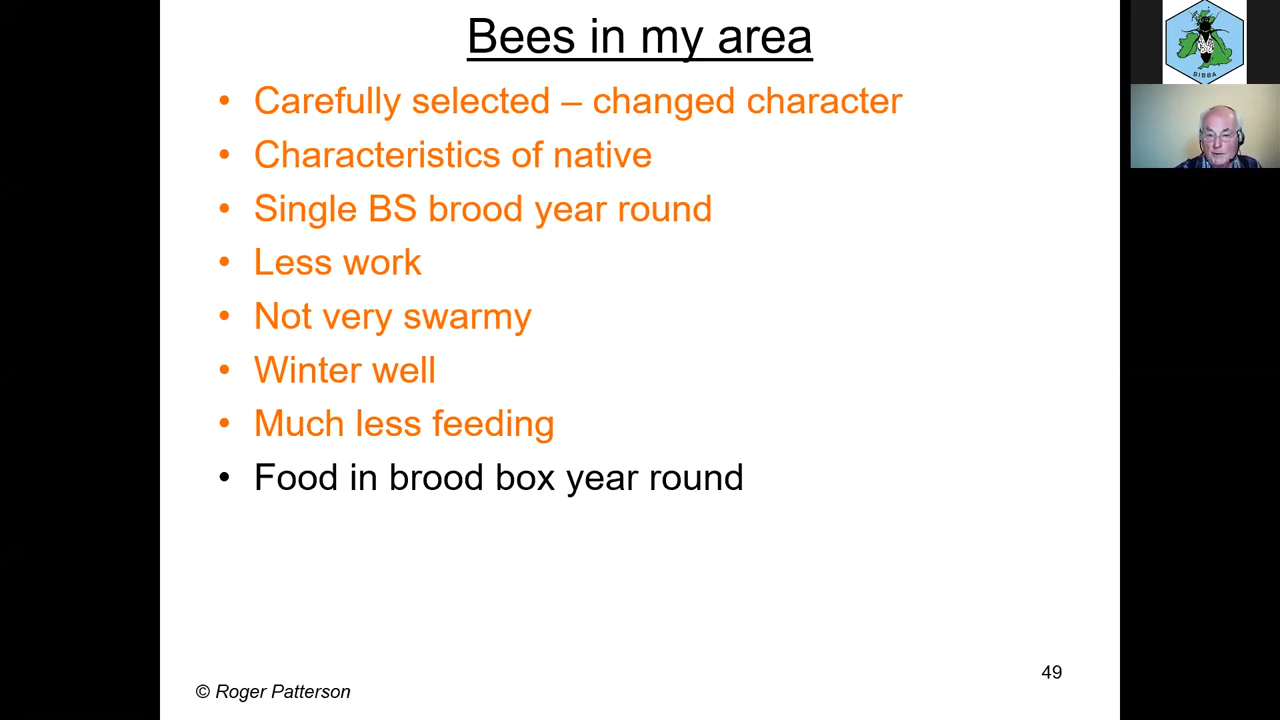 Bees in my area
• Carefully selected – changed character
• Characteristics of native
• Single BS brood year round
• Less work
• Not very swarmy
• Winter well
• Much less feeding
• Food in brood box year round
49
© Roger Patterson
BIBBA